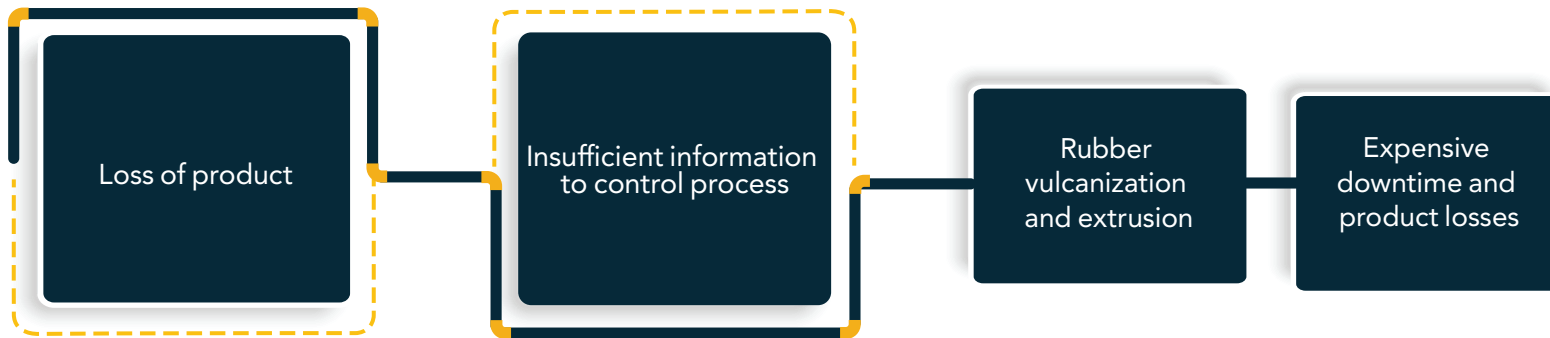 Loss of product
Insufficient information
to control process
Rubber
vulcanization
and extrusion
Expensive
downtime and
product losses